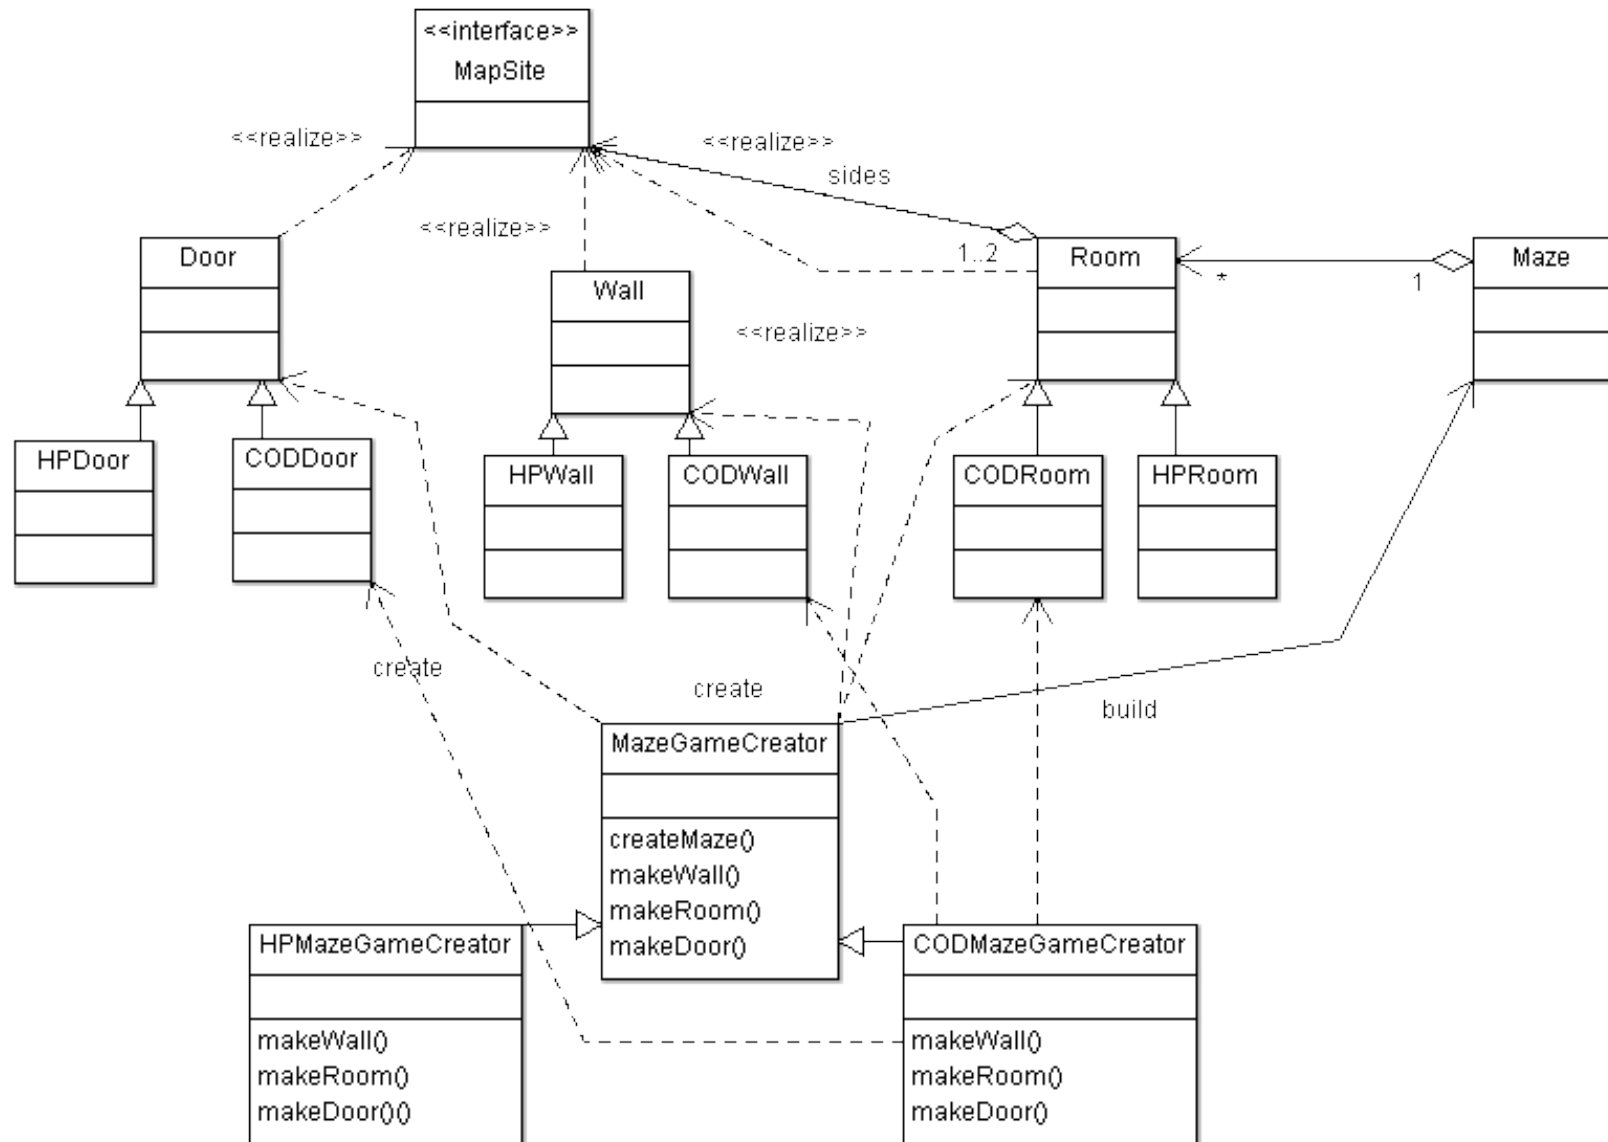 <<interface>>
MapSite
<<realize>>
<<realize>>
sides
<<realize>>
1..2
Door
Room
Maze
*
1
Wall
<<realize>>
HPDoor
CODDoor
HPWall
CODWall
CODRoom
HPRoom
create
create
build
MazeGameCreator
createMaze()
makeWall()
makeRoom()
makeDoor()
HPMazeGameCreator
makeWall()
makeRoom()
makeDoor()()
CODMazeGameCreator
makeWall()
makeRoom()
makeDoor()